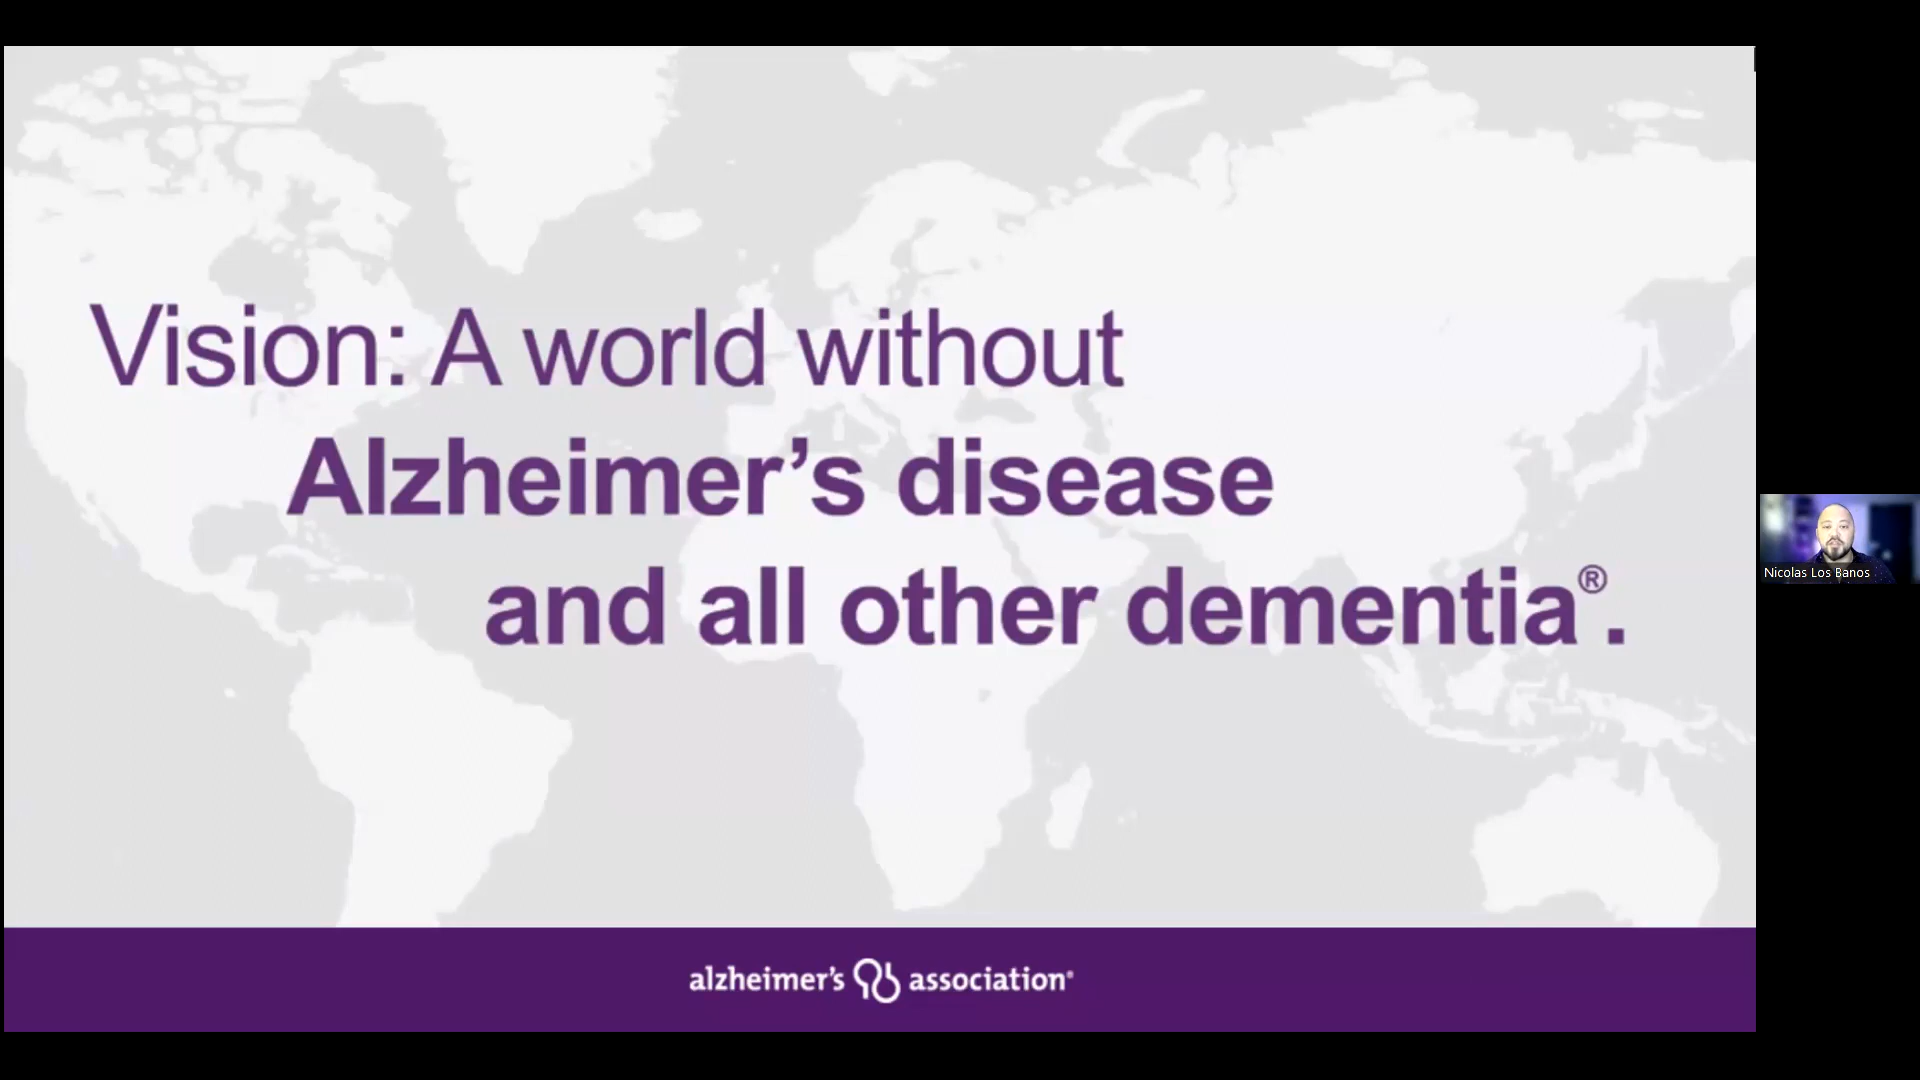 Vision: A world without
Alzheimer’s disease
and all other dementia®.
alzheimer’s association®
Nicolas Los Banos